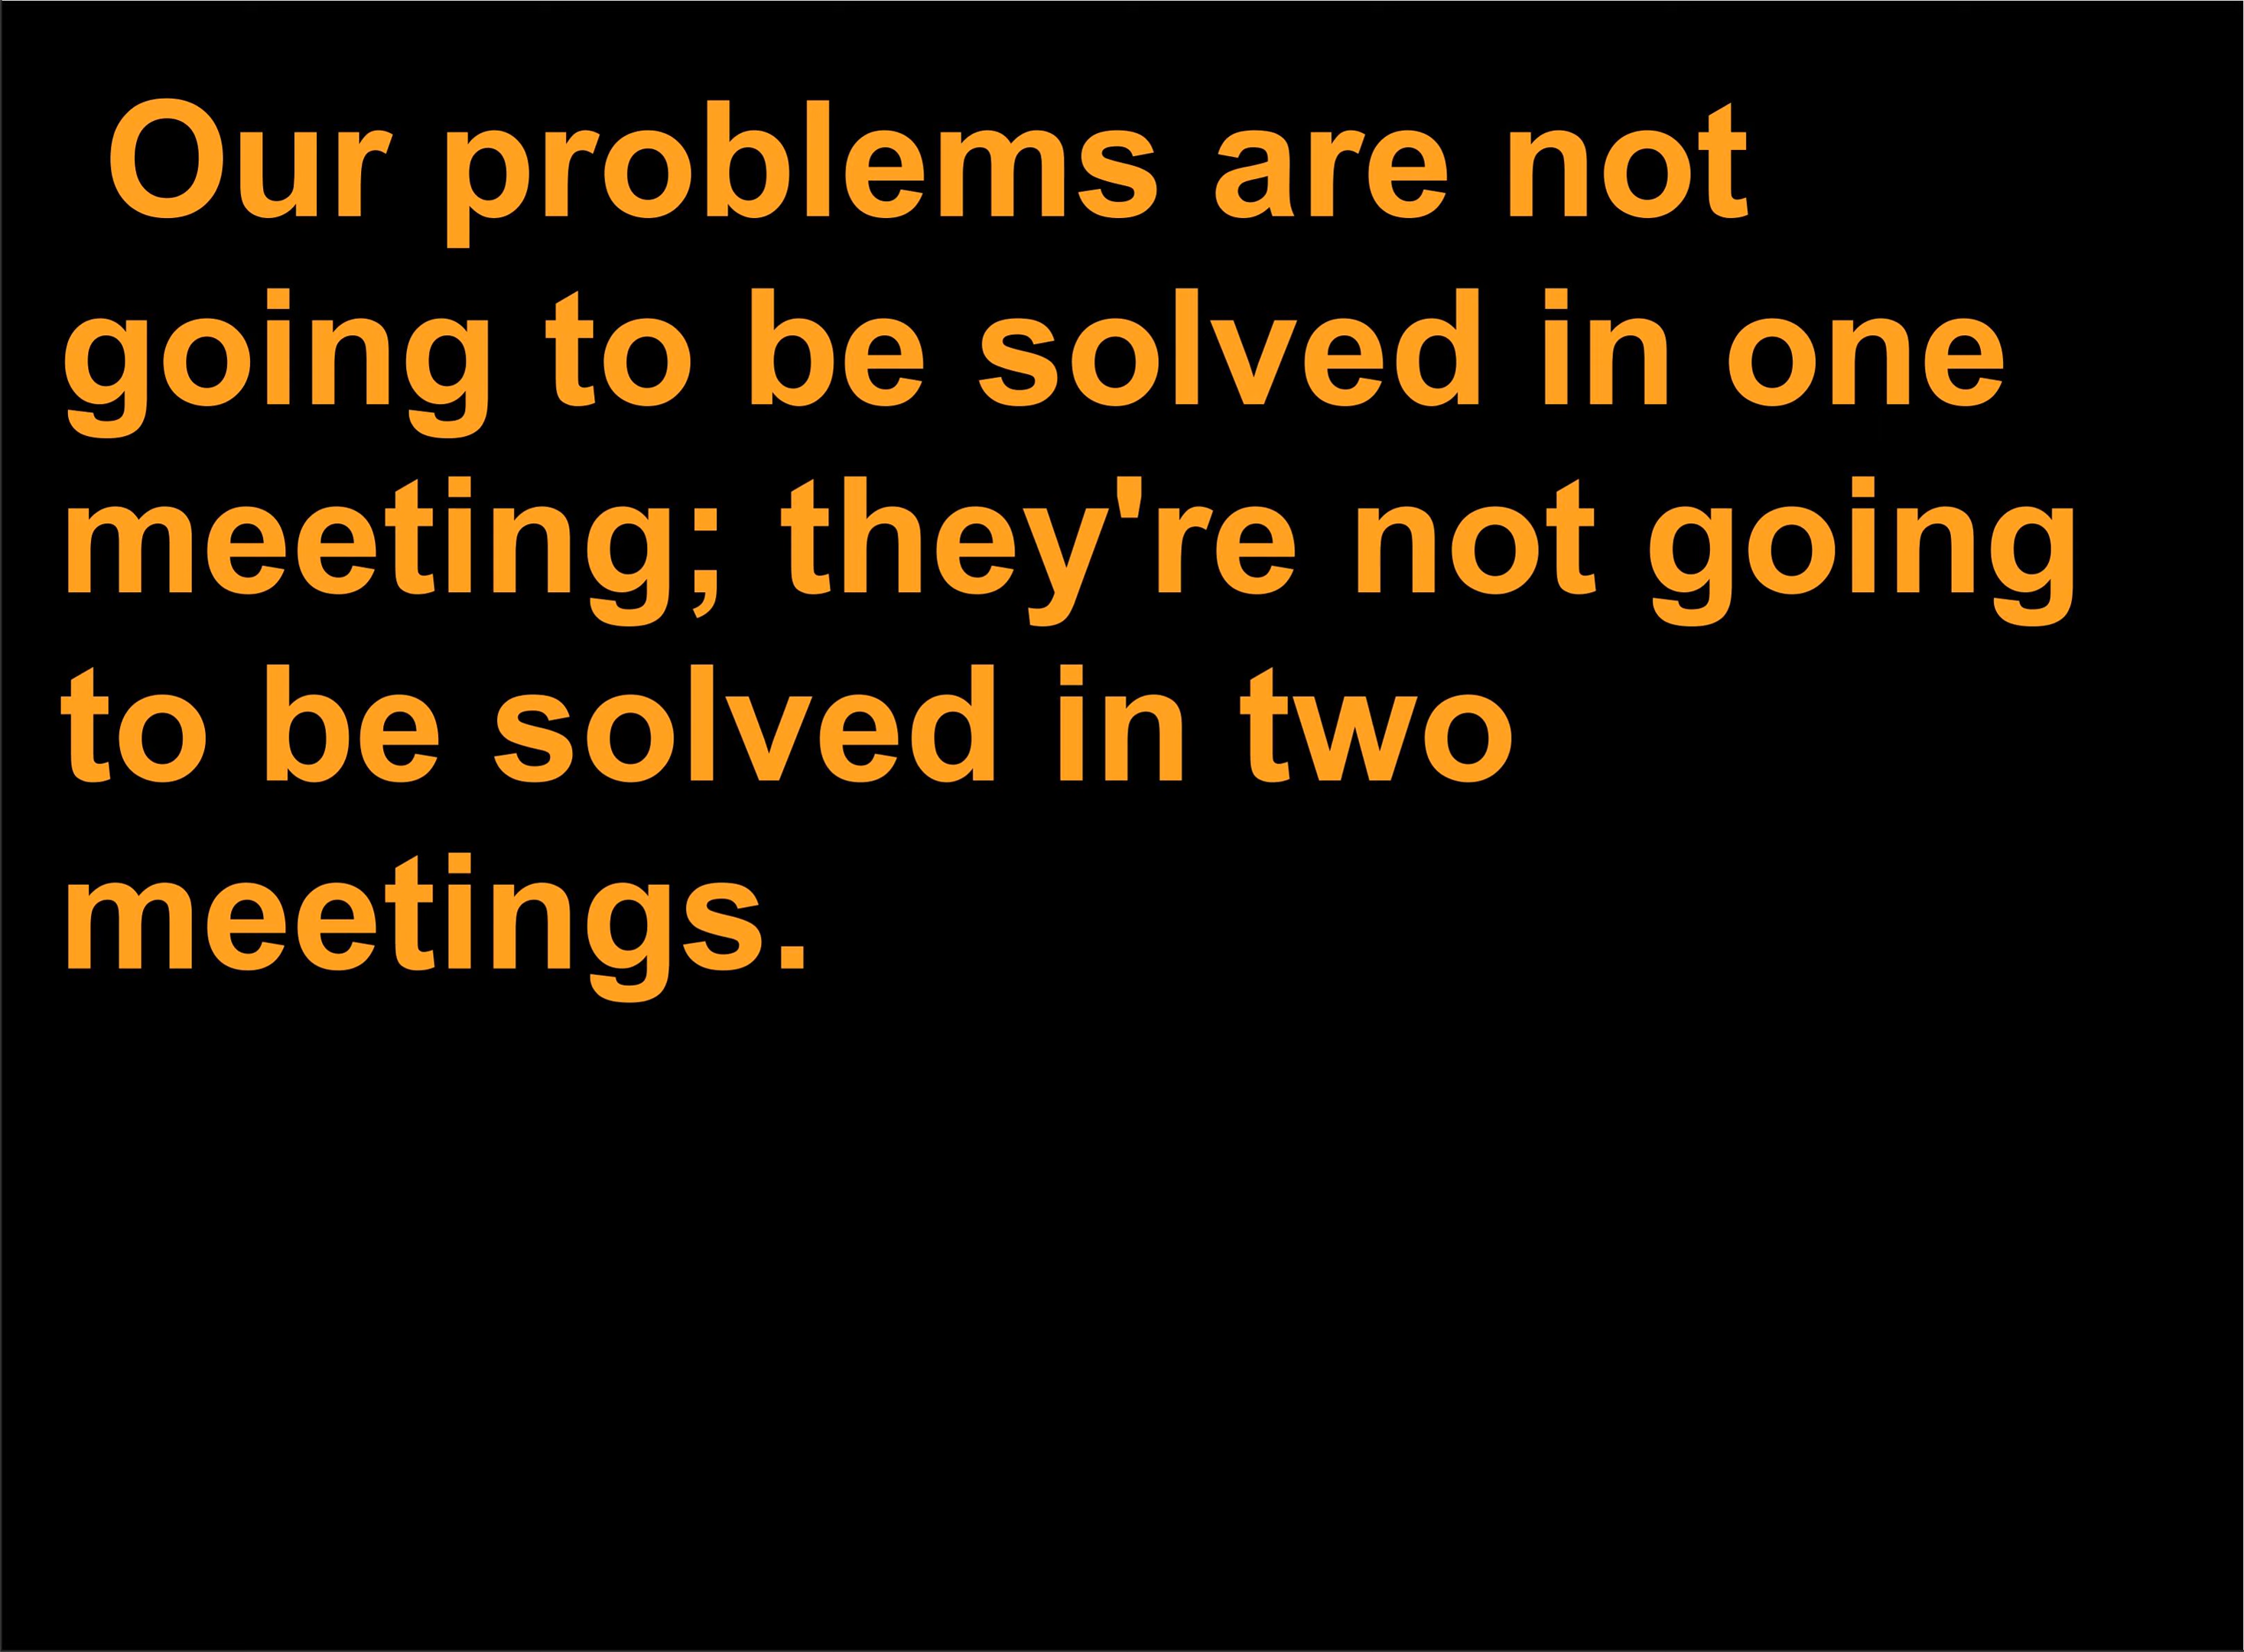 Our problems are not
going to be solved in one
meeting; they're not going
to be solved in two
meetings.